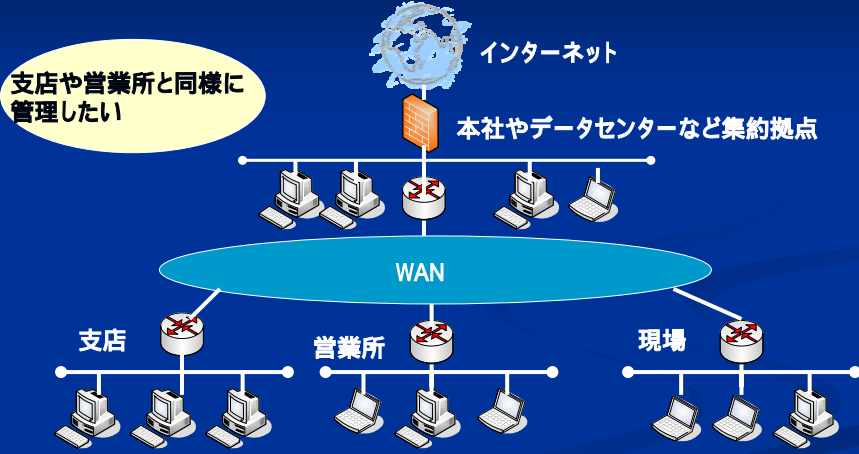 インターネット
支店や営業所と同様に
管理したい
本社やデータセンターなど集約拠点
WAN
支店
営業所
現場